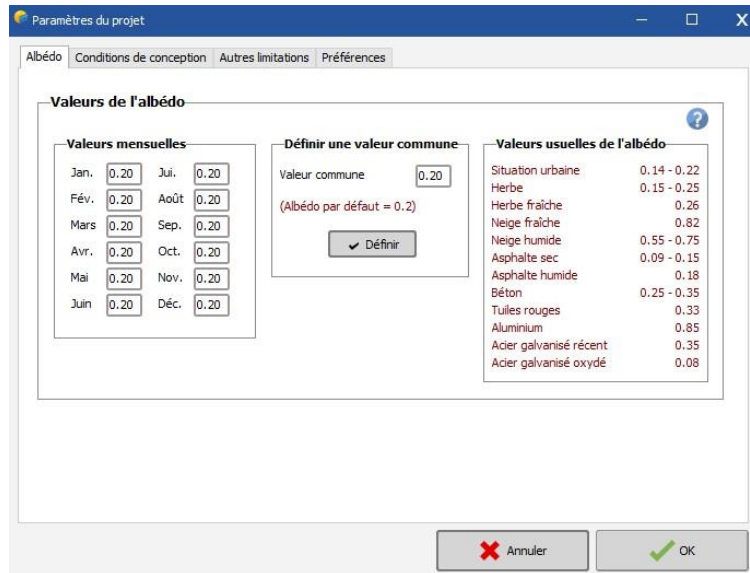 Paramètres du projet
Albédo Conditions de conception Autres limitations Préférences
Valeurs de l'albédo
Valeurs mensuelles
Jan. 0.20 Jui. 0.20
Fév. 0.20 Août 0.20
Mars 0.20 Sep. 0.20
Avr. 0.20 Oct. 0.20
Mai 0.20 Nov. 0.20
Juin 0.20 Déc. 0.20
Définir une valeur commune
Valeur commune 0.20
(Albédo par défaut = 0.2)
Définir
Valeurs usuelles de l'albédo
Situation urbaine 0.14 - 0.22
Herbe 0.15 - 0.25
Herbe fraîche 0.26
Neige fraîche 0.82
Neige humide 0.55 - 0.75
Asphalte sec 0.09 - 0.15
Asphalte humide 0.18
Béton 0.25 - 0.35
Tuiles rouges 0.33
Aluminium 0.85
Acier galvanisé récent 0.35
Acier galvanisé oxydé 0.08
Annuler OK